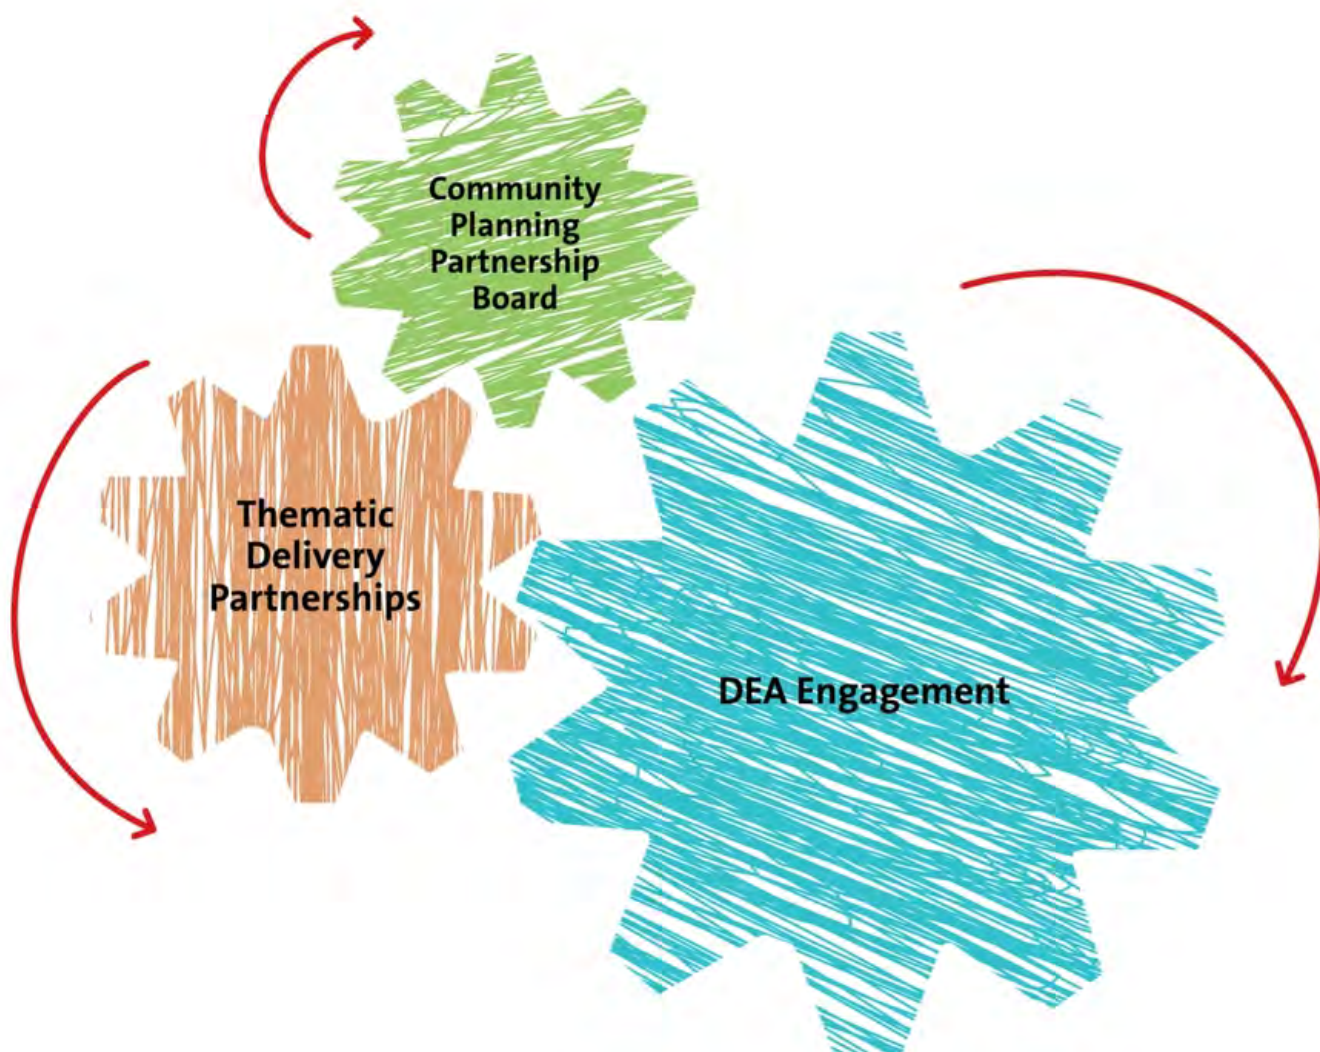 Community
Planning
Partnership
Board
Thematic
Delivery
Partnerships
DEA Engagement